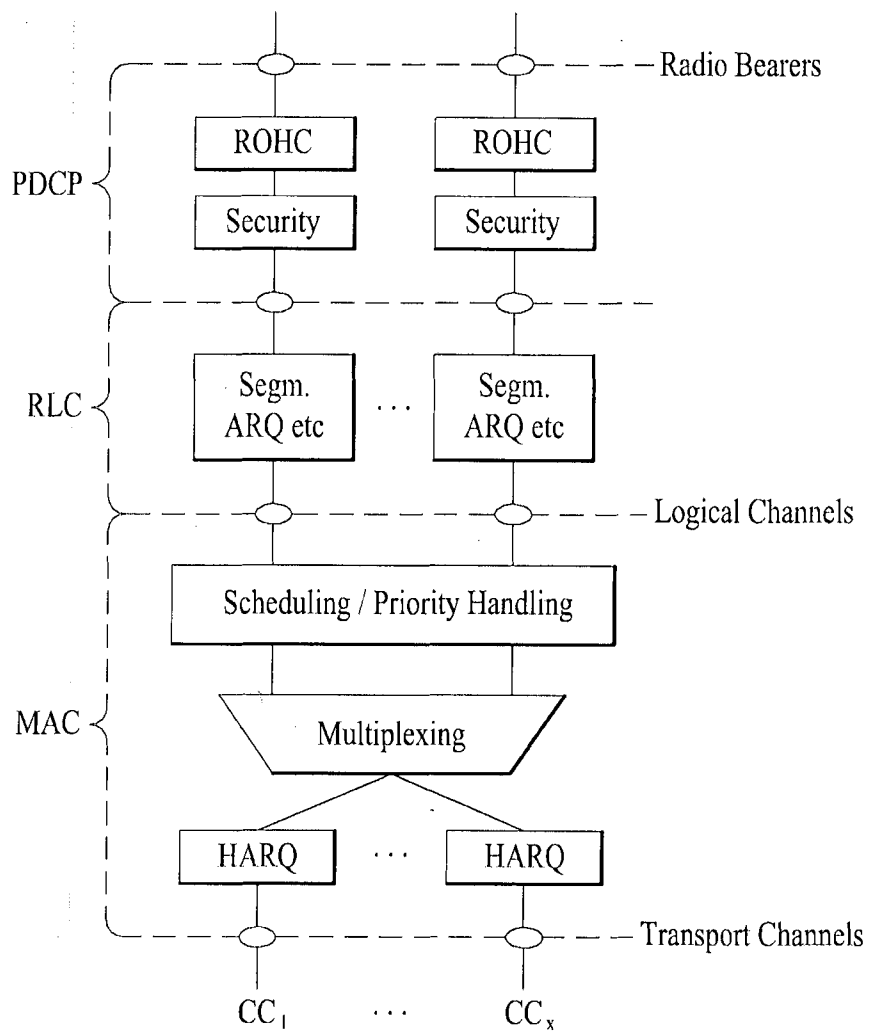 Radio Bearers
ROHC
ROHC
PDCP
Security
Security
RLC
Segm.
ARQ etc
...
Segm.
ARQ etc
Logical Channels
Scheduling / Priority Handling
MAC
Multiplexing
HARQ
...
HARQ
Transport Channels
CC1
...
CCx